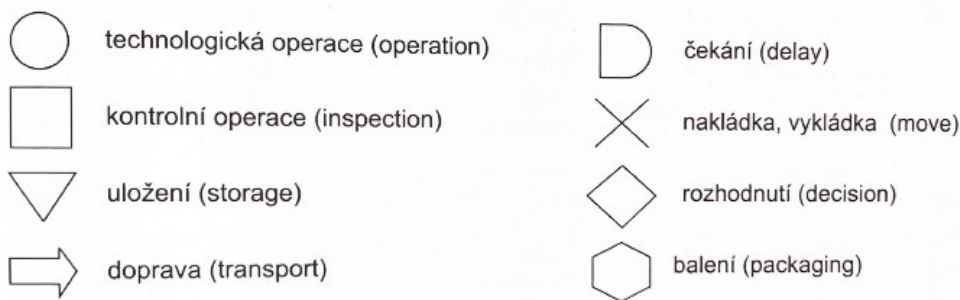 technologická operace (operation)
kontrolní operace (inspection)
uložení (storage)
doprava (transport)
čekání (delay)
nakládka, vykládka (move)
rozhodnutí (decision)
balení (packaging)